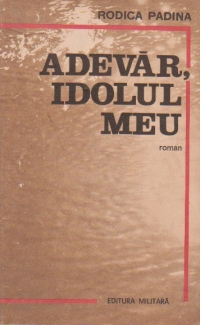 RODICA PADINA
ADEVĂR,
IDOLUL
MEU
roman
EDITURA MILITARĂ